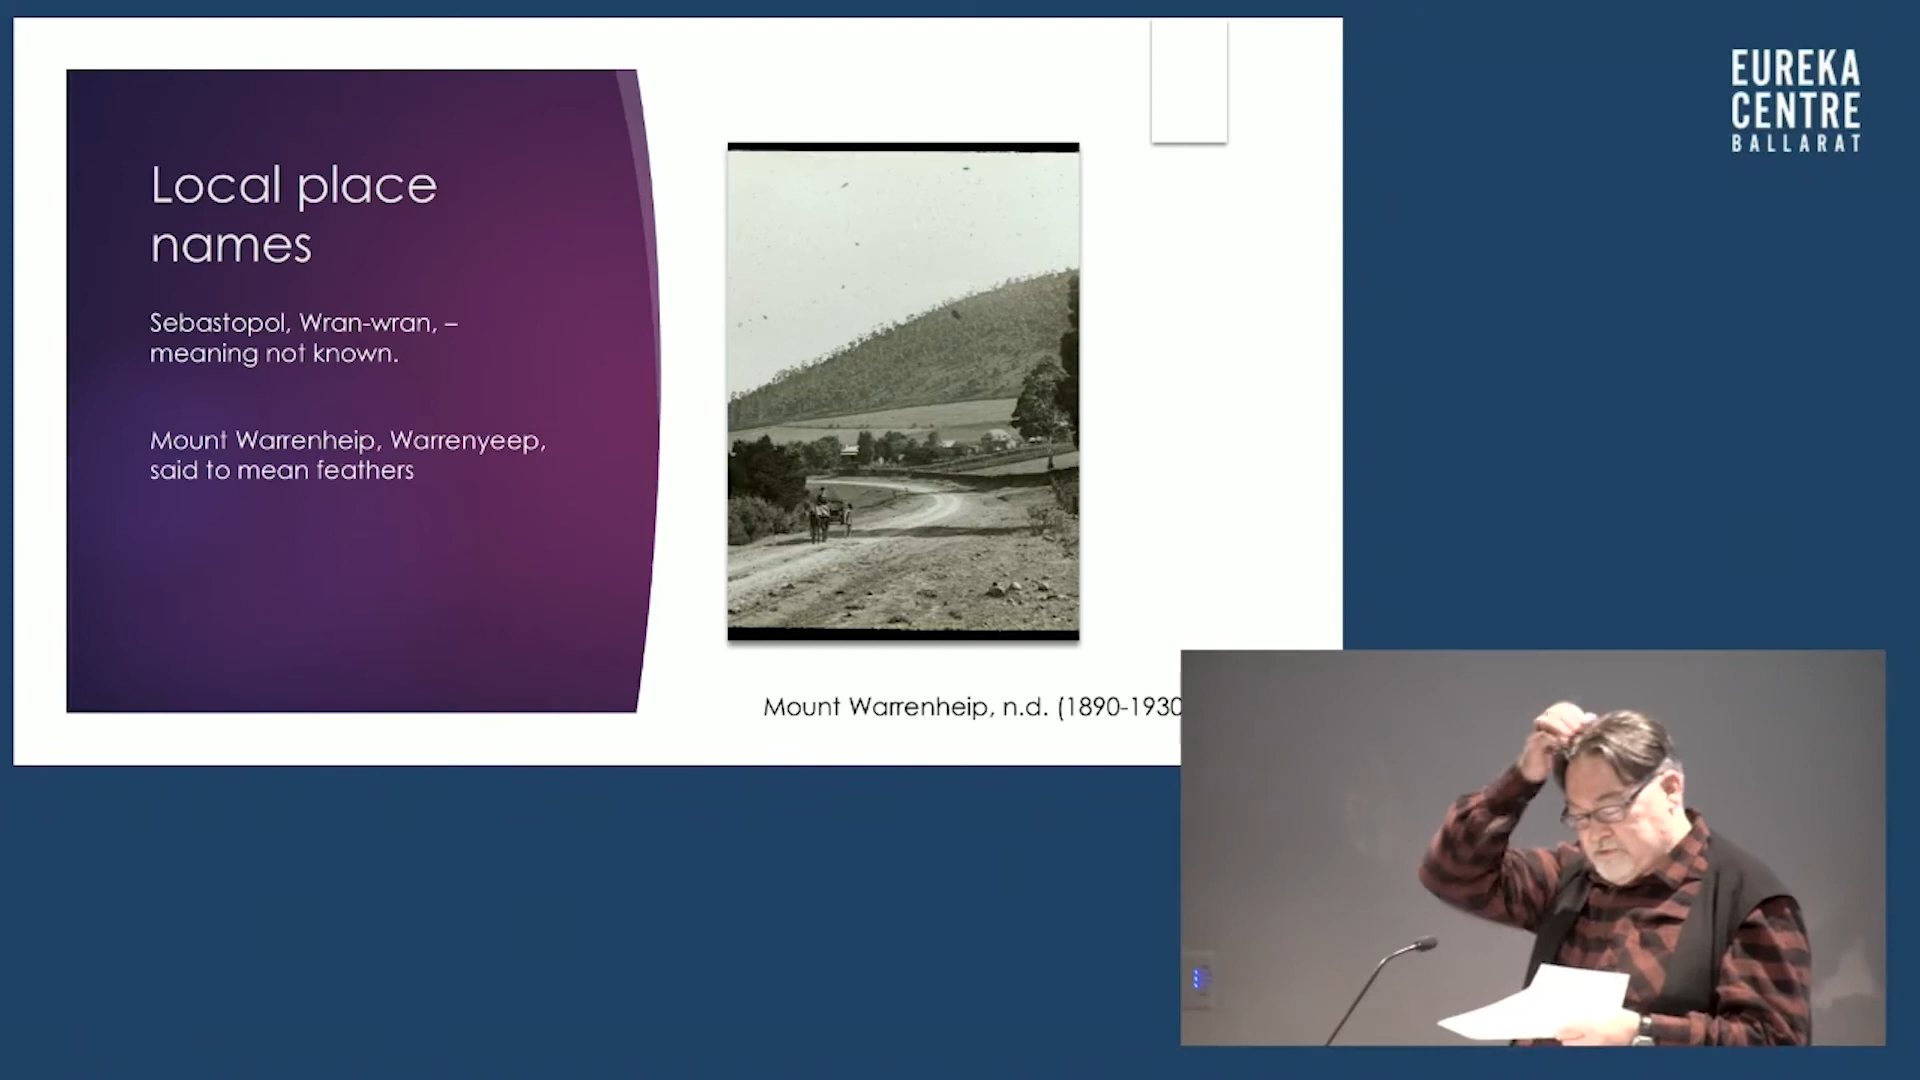 Local place
names
Sebastopol, Wran-wran, –
meaning not known.
Mount Warrenheip, Warrenyeep,
said to mean feathers
Mount Warrenheip, n.d. (1890-1930
EUREKA
CENTRE
BALLARAT